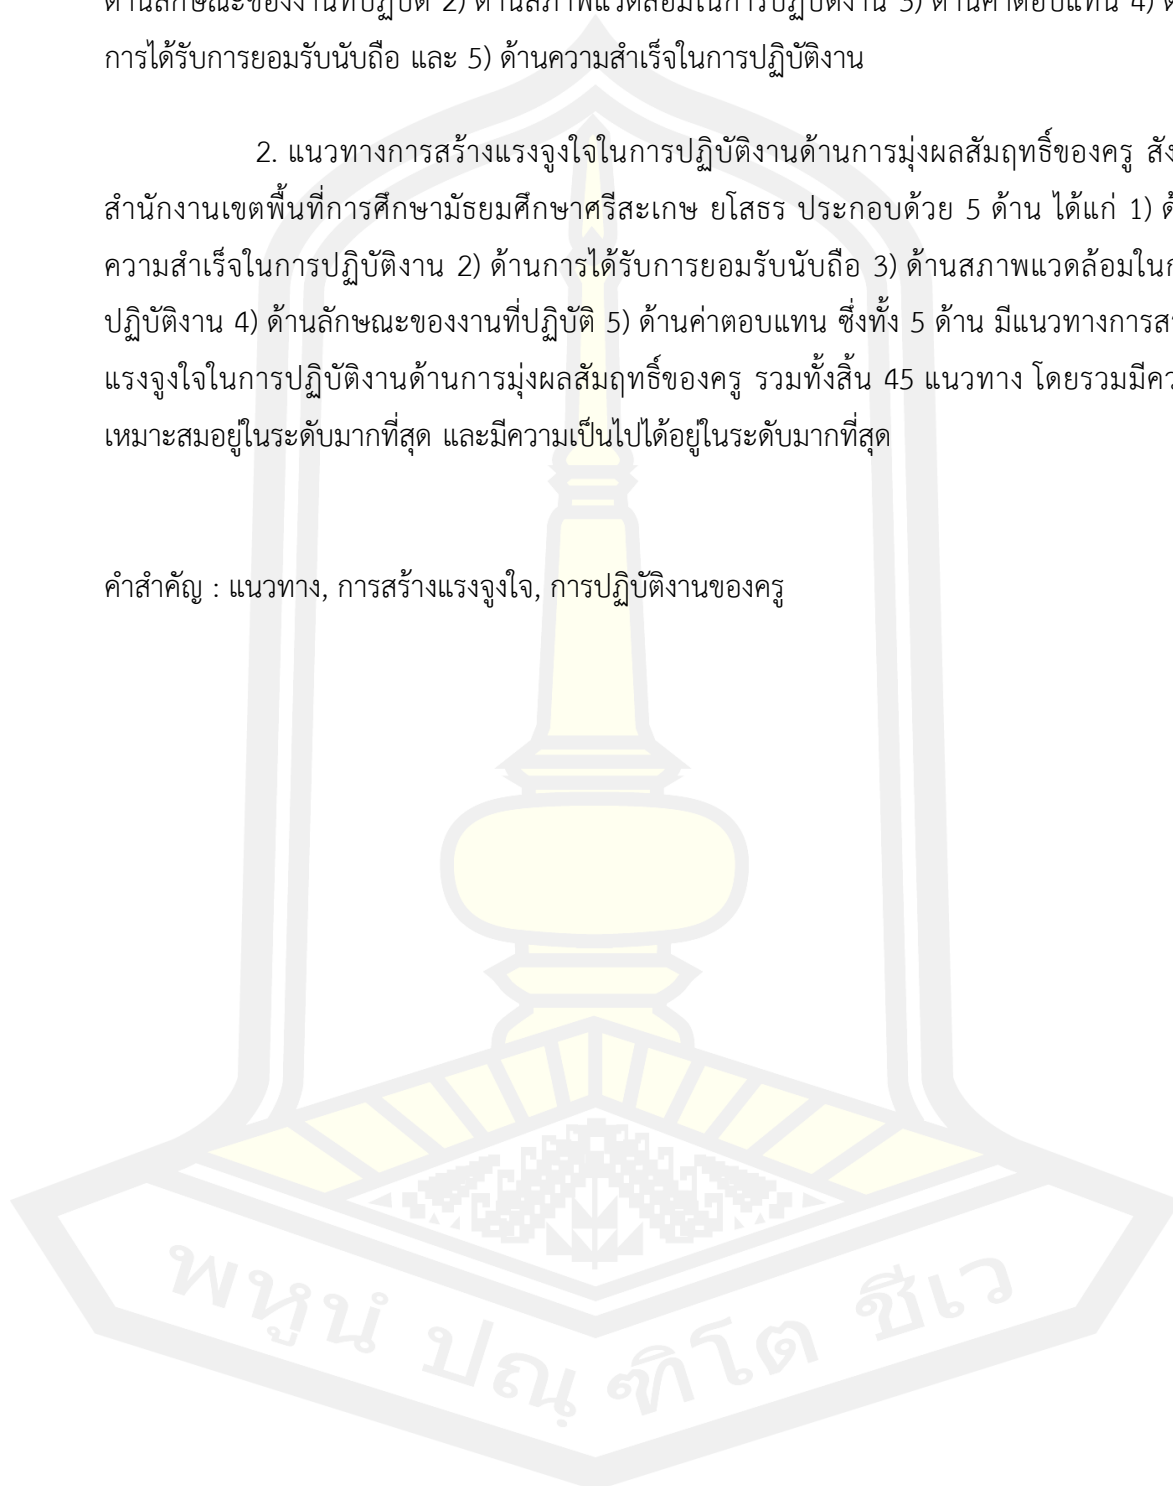 ด้านลักษณะของงานที่ปฏิบัติ 2) ด้านสภาพแวดล้อมในการปฏิบัติงาน 3) ด้านค่าตอบแทน 4)
การได้รับการยอมรับนับถือ และ 5) ด้านความสำเร็จในการปฏิบัติงาน
2. แนวทางการสร้างแรงจูงใจในการปฏิบัติงานด้านการมุ่งผลสัมฤทธิ์ของครู
สำนักงานเขตพื้นที่การศึกษามัธยมศึกษาศรีสะเกษ ยโสธร ประกอบด้วย 5 ด้าน ได้แก่ 1)
ความสำเร็จในการปฏิบัติงาน 2) ด้านการได้รับการยอมรับนับถือ 3) ด้านสภาพแวดล้อมใน
ปฏิบัติงาน 4) ด้านลักษณะของงานที่ปฏิบัติ 5) ด้านค่าตอบแทน ซึ่งทั้ง 5 ด้าน มีแนวทางการ
แรงจูงใจในการปฏิบัติงานด้านการมุ่งผลสัมฤทธิ์ของครู รวมทั้งสิ้น 45 แนวทาง โดยรวมมี
เหมาะสมอยู่ในระดับมากที่สุด และมีความเป็นไปได้อยู่ในระดับมากที่สุด
คำสำคัญ : แนวทาง, การสร้างแรงจูงใจ, การปฏิบัติงานของครู
พหูนํ ปณฺฑิโต ชีเว